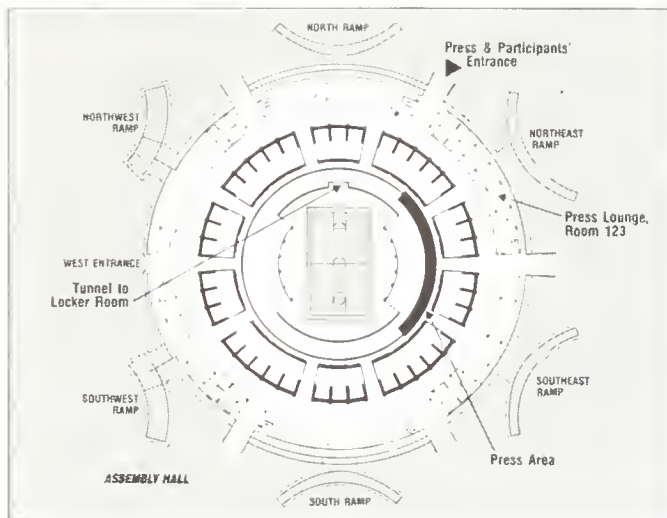 NORTH RAMP
Press & Participants'
Entrance
NORTHWEST
RAMP
NORTHEAST
RAMP
Press Lounge,
Room 123
WEST ENTRANCE
Tunnel to
Locker Room
SOUTHWEST
RAMP
SOUTHEAST
RAMP
Press Area
ASSEMBLY HALL
SOUTH RAMP